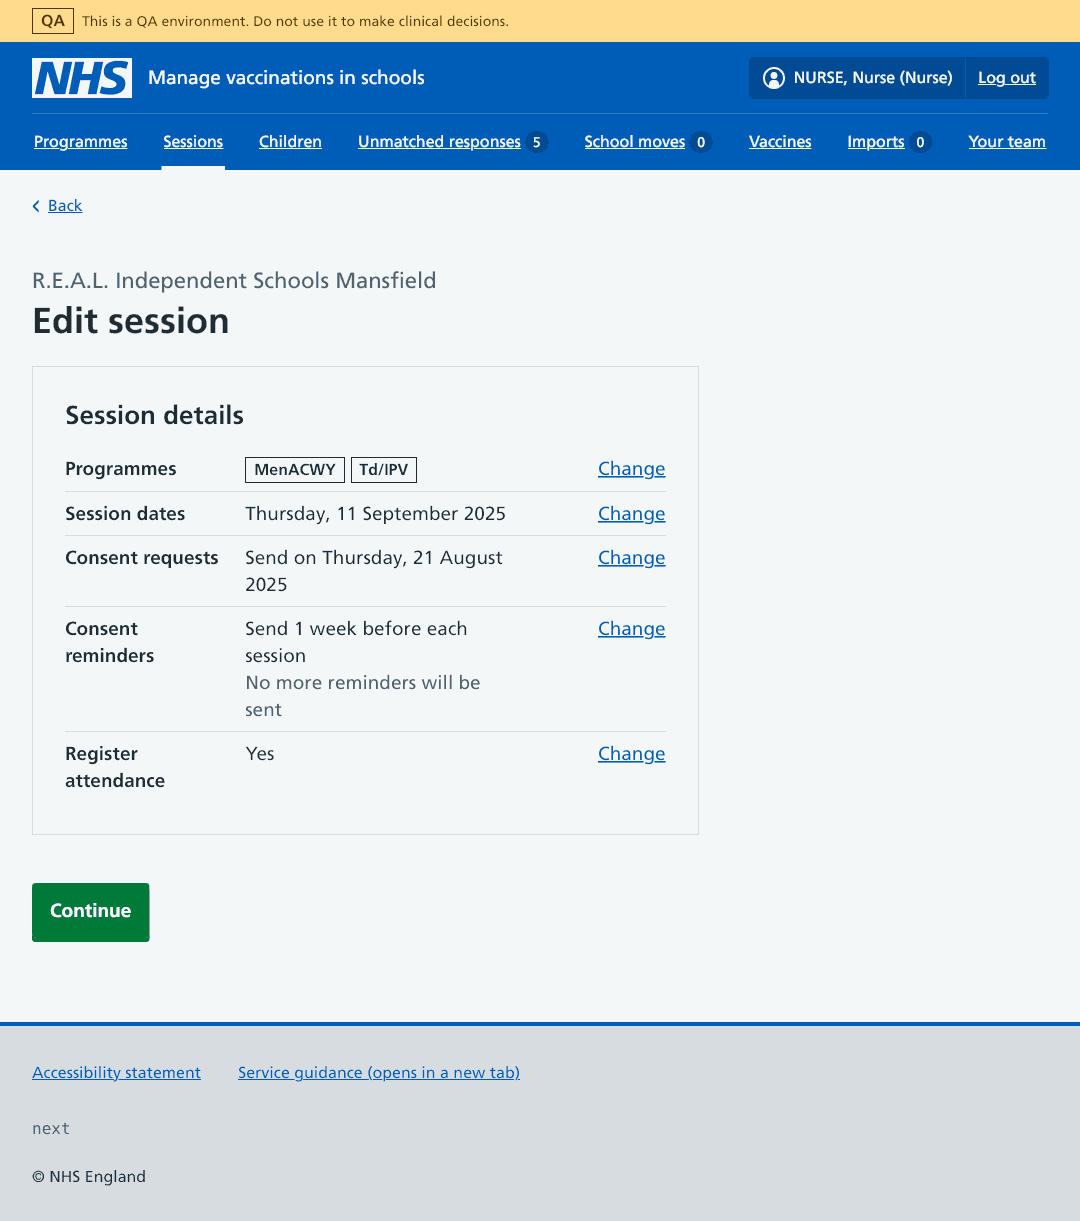 QA This is a QA environment. Do not use it to make clinical decisions.
NHS Manage vaccinations in schools NURSE, Nurse (Nurse) Log out
Programmes Sessions Children Unmatched responses 5 School moves 0 Vaccines Imports 0 Your team
Back
R.E.A.L. Independent Schools Mansfield
Edit session
Session details
Programmes MenACWY Td/IPV Change
Session dates Thursday, 11 September 2025 Change
Consent requests Send on Thursday, 21 August Change
2025
Consent Send 1 week before each Change
reminders session
No more reminders will be
sent
Register Yes Change
attendance
Continue
Accessibility statement Service guidance (opens in a new tab)
next
© NHS England